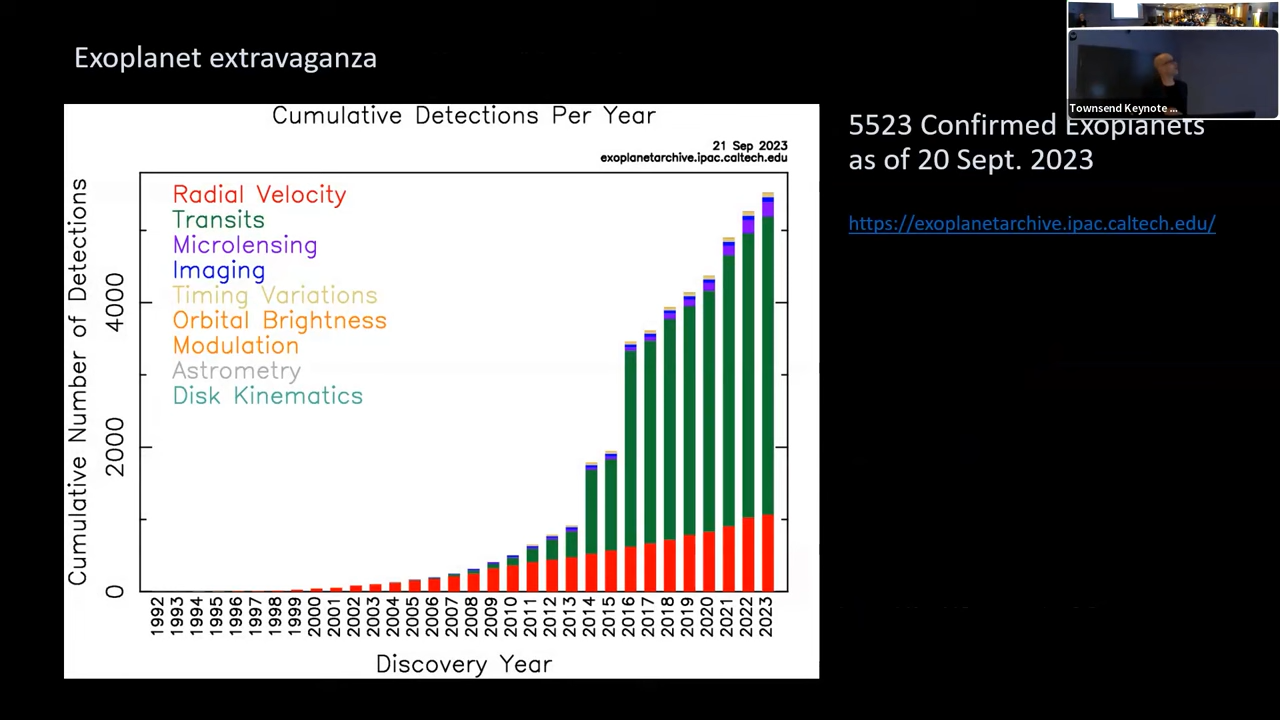 Exoplanet extravaganza
Townsend Keynote ...
Cumulative Detections Per Year
21 Sep 2023
exoplanetarchive.ipac.caltech.edu
Radial Velocity
Transits
Microlensing
Imaging
Timing Variations
Orbital Brightness
Modulation
Astrometry
Disk Kinematics
Cumulative Number of Detections
4000
2000
0
1992
1993
1994
1995
1996
1997
1998
1999
2000
2001
2002
2003
2004
2005
2006
2007
2008
2009
2010
2011
2012
2013
2014
2015
2016
2017
2018
2019
2020
2021
2022
2023
Discovery Year
5523 Confirmed Exoplanets
as of 20 Sept. 2023
https://exoplanetarchive.ipac.caltech.edu/